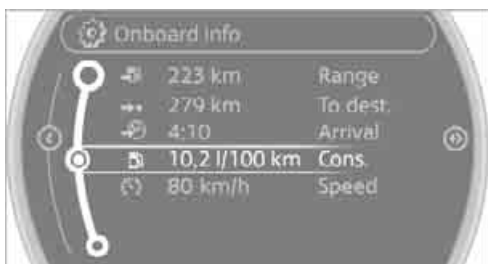 Onboard info
223 km Range
279 km To dest.
4:10 Arrival
10,2 l/100 km Cons.
80 km/h Speed